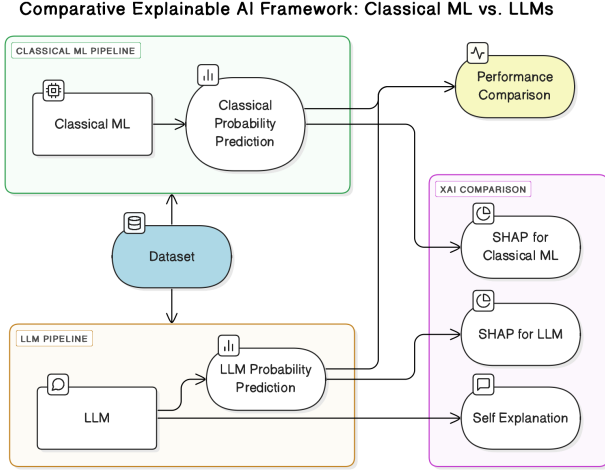 Comparative Explainable AI Framework: Classical ML vs. LLMs
CLASSICAL ML PIPELINE
Classical ML
Classical
Probability
Prediction
Performance
Comparison
Dataset
XAI COMPARISON
SHAP for
Classical ML
SHAP for LLM
Self Explanation
LLM PIPELINE
LLM Probability
Prediction
LLM